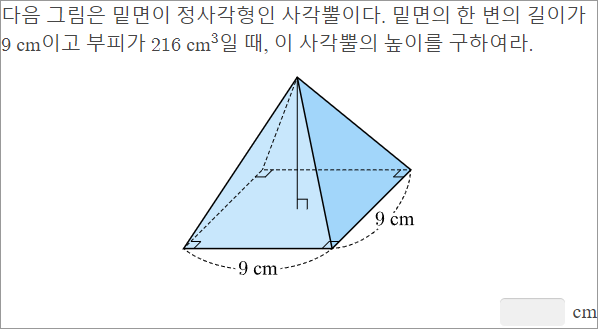 다음 그림은 밑면이 정사각형인 사각뿔이다. 밑면의 한 변의 길이가
9 cm이고 부피가 216 cm³일 때, 이 사각뿔의 높이를 구하여라.
9 cm
9 cm
cm